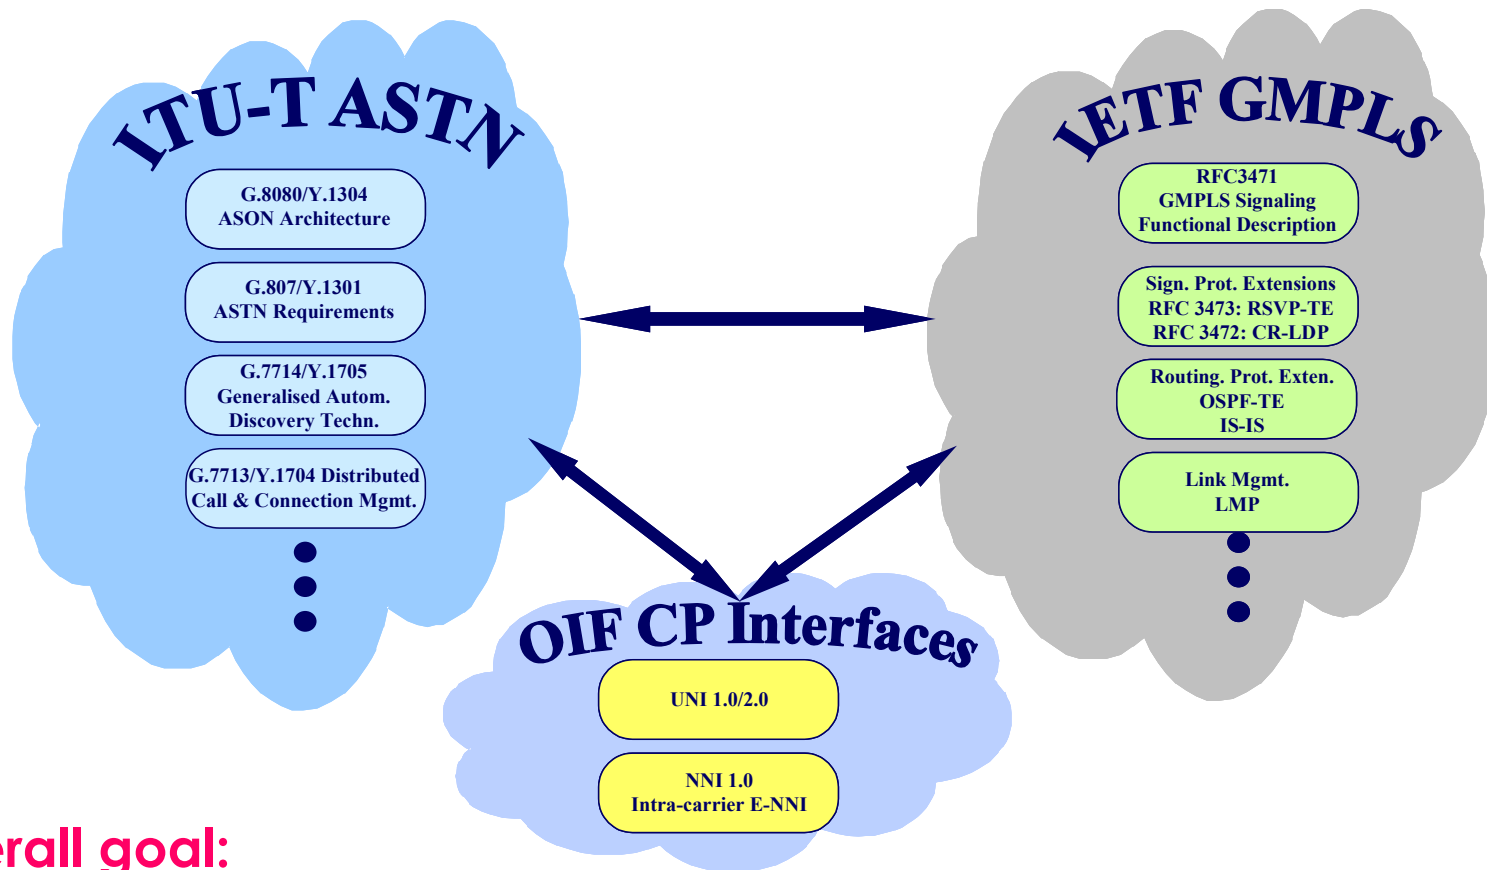 ITU-T ASTN
G.8080/Y.1304
ASON Architecture
G.807/Y.1301
ASTN Requirements
G.7714/Y.1705
Generalised Autom.
Discovery Techn.
G.7713/Y.1704 Distributed
Call & Connection Mgmt.
IETF GMPLS
RFC3471
GMPLS Signaling
Functional Description
Sign. Prot. Extensions
RFC 3473: RSVP-TE
RFC 3472: CR-LDP
Routing. Prot. Exten.
OSPF-TE
IS-IS
Link Mgmt.
LMP
OIF CP Interfaces
UNI 1.0/2.0
NNI 1.0
Intra-carrier E-NNI
erall goal: